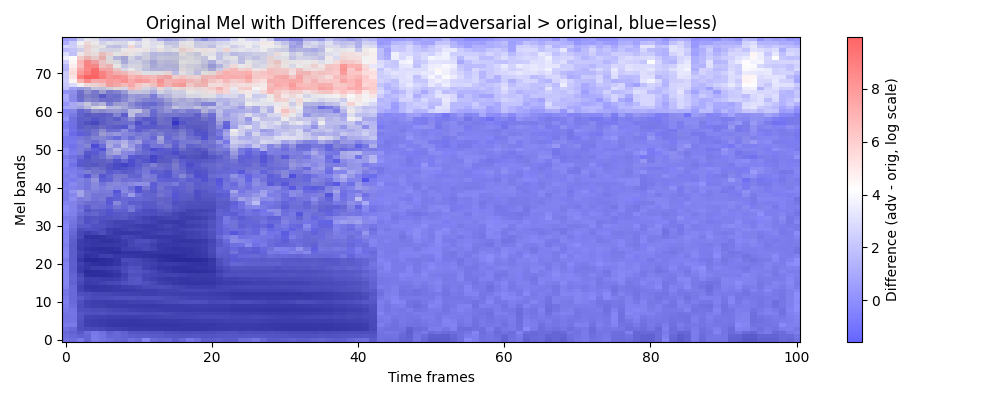 Original Mel with Differences (red=adversarial > original, blue=less)
Mel bands
70
60
50
40
30
20
10
0
0 20 40 60 80 100
Time frames
8
6
4
2
0
Difference (adv - orig, log scale)